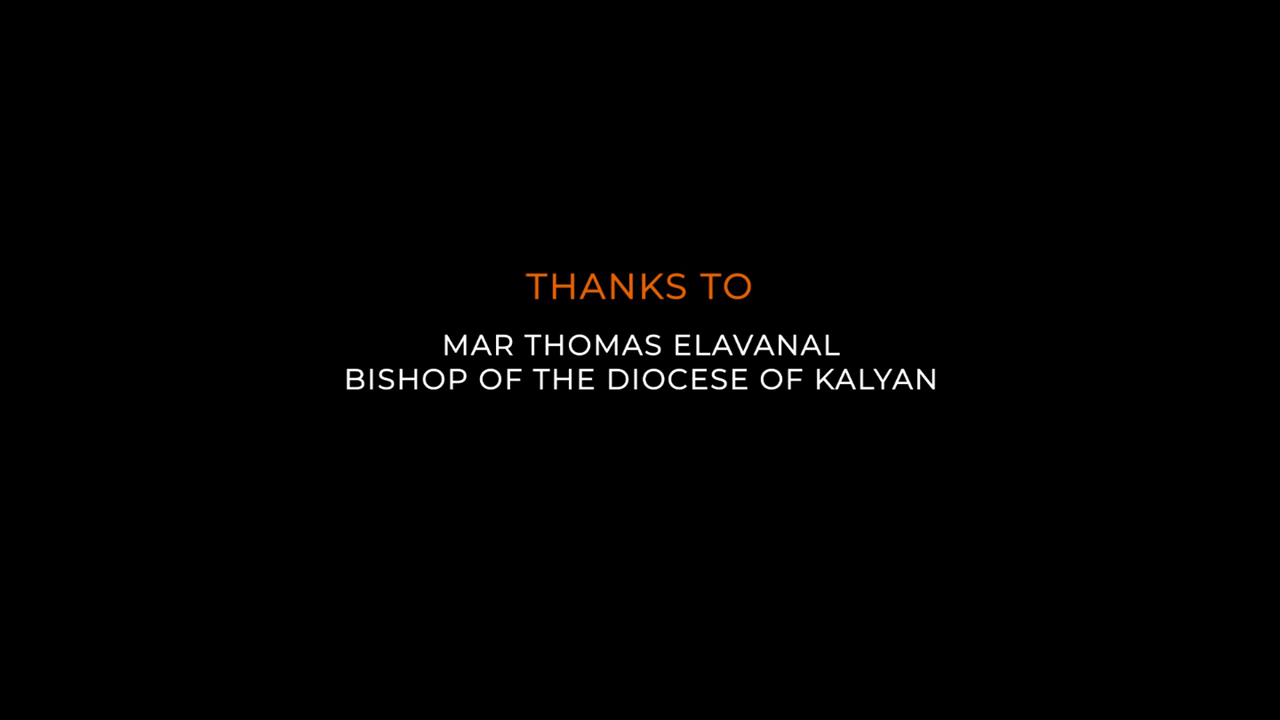 THANKS TO
MAR THOMAS ELAVANAL
BISHOP OF THE DIOCESE OF KALYAN